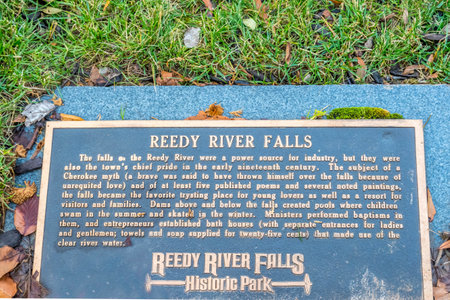 REEDY RIVER FALLS
The falls on the Reedy River were a power source for industry, but they were
also the town's chief pride in the early nineteenth century. The subject of a
Cherokee myth (a brave was said to have thrown himself over the falls because of
unrequited love) and of at least five published poems and several noted paintings,
the falls became the favorite trysting place for young lovers as well as a resort for
visitors and families. Dams above and below the falls created pools where children
swam in the summer and skated in the winter. Ministers performed baptisms in
them, and entrepreneurs established bath houses (with separate entrances for ladies
and gentlemen; towels and soap supplied for twenty-five cents) that made use of the
clear river water.
REEDY RIVER FALLS
Historic Park